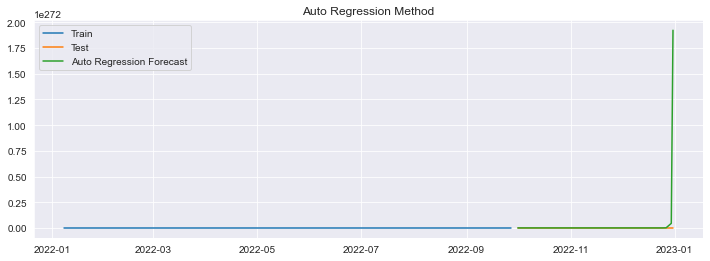 Auto Regression Method
1e272
2.00
1.75
1.50
1.25
1.00
0.75
0.50
0.25
0.00
Train
Test
Auto Regression Forecast
2022-01 2022-03 2022-05 2022-07 2022-09 2022-11 2023-01